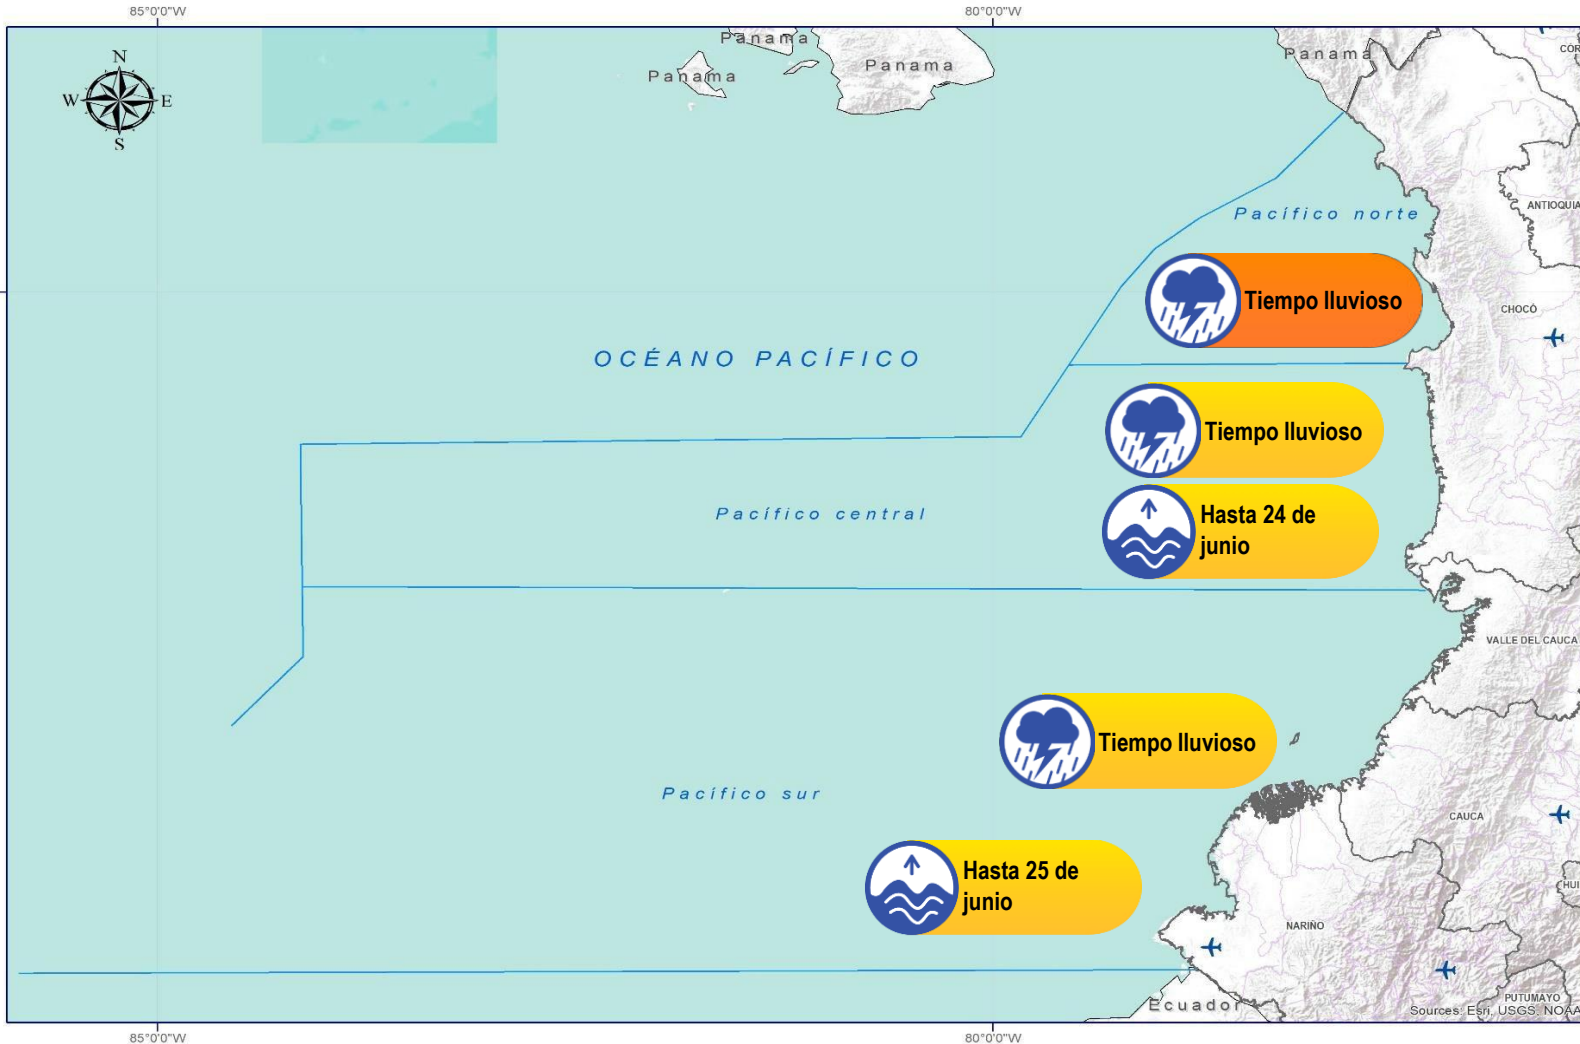 85°0'0"W
80°0'0"W
N
W
E
S
Panama
Panama
Panama
Panama
CÓR
ANTIOQUIA
Pacífico norte
Tiempo lluvioso
CHOCÓ
OCÉANO PACÍFICO
Tiempo lluvioso
Pacífico central
Hasta 24 de
junio
VALLE DEL CAUCA
Tiempo lluvioso
Pacífico sur
CAUCA
Hasta 25 de
junio
HUI
NARIÑO
PUTUMAYO
Ecuador
Sources: Esri, USGS, NOAA
85°0'0"W
80°0'0"W